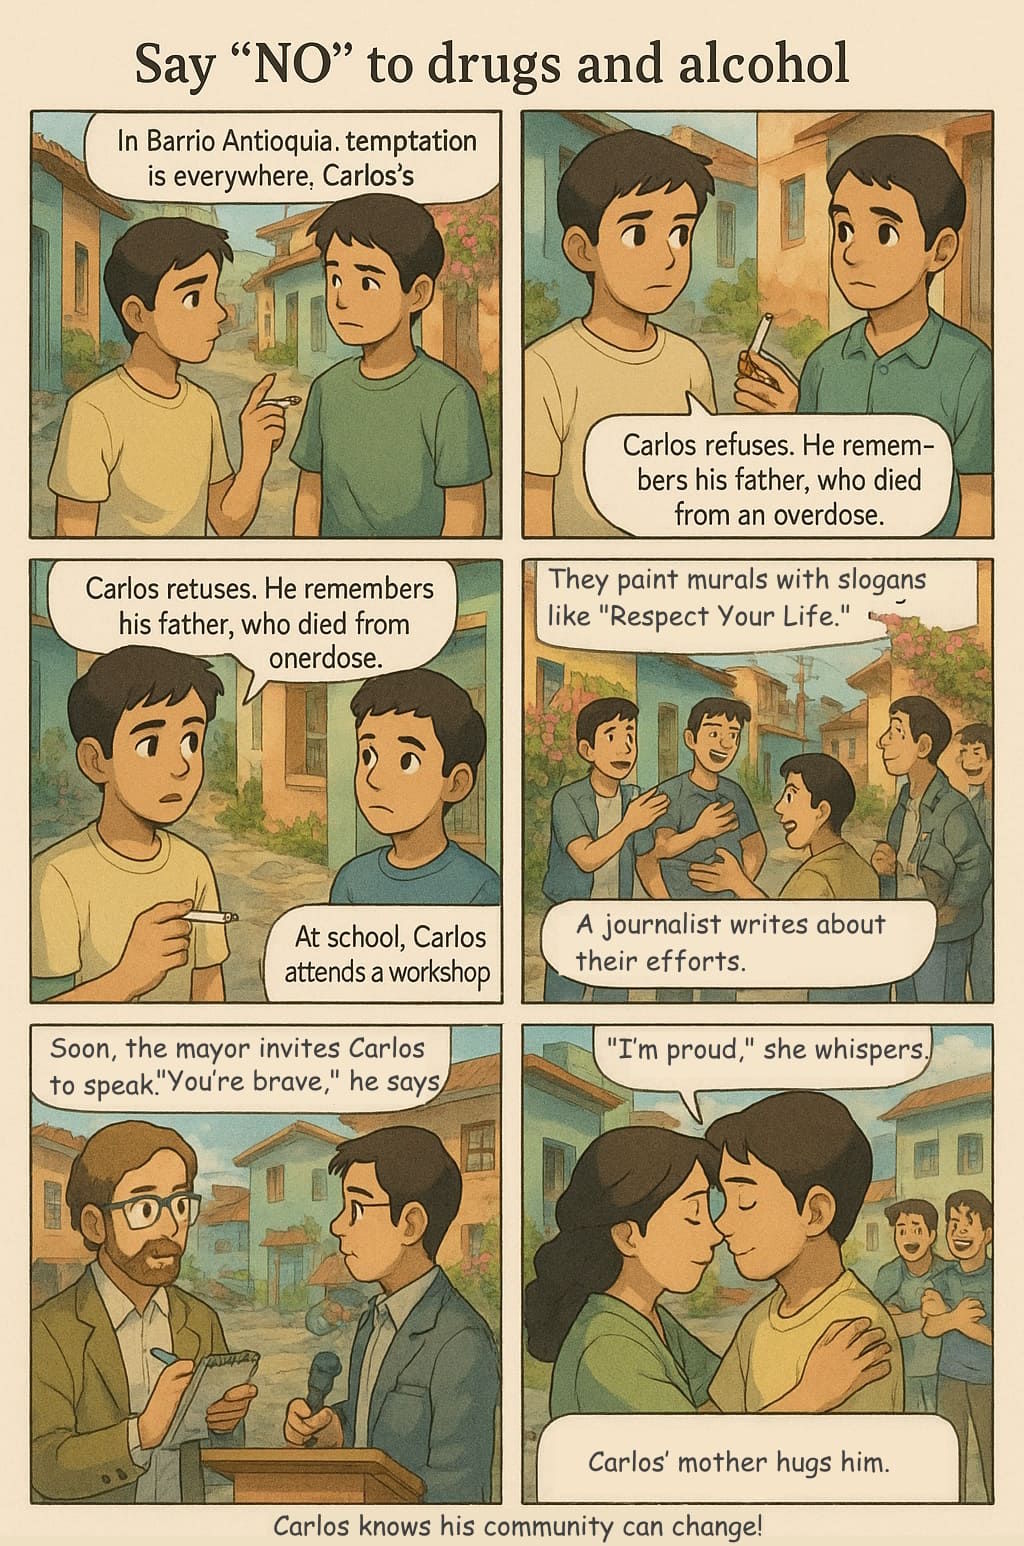 Say “NO” to drugs and alcohol
In Barrio Antioquia. temptation
is everywhere, Carlos's
Carlos refuses. He remem-
bers his father, who died
from an overdose.
Carlos retuses. He remembers
his father, who died from
onerdose.
At school, Carlos
attends a workshop
They paint murals with slogans
like "Respect Your Life."
A journalist writes about
their efforts.
Soon, the mayor invites Carlos
to speak."You're brave," he says
"I'm proud," she whispers.
Carlos' mother hugs him.
Carlos knows his community can change!